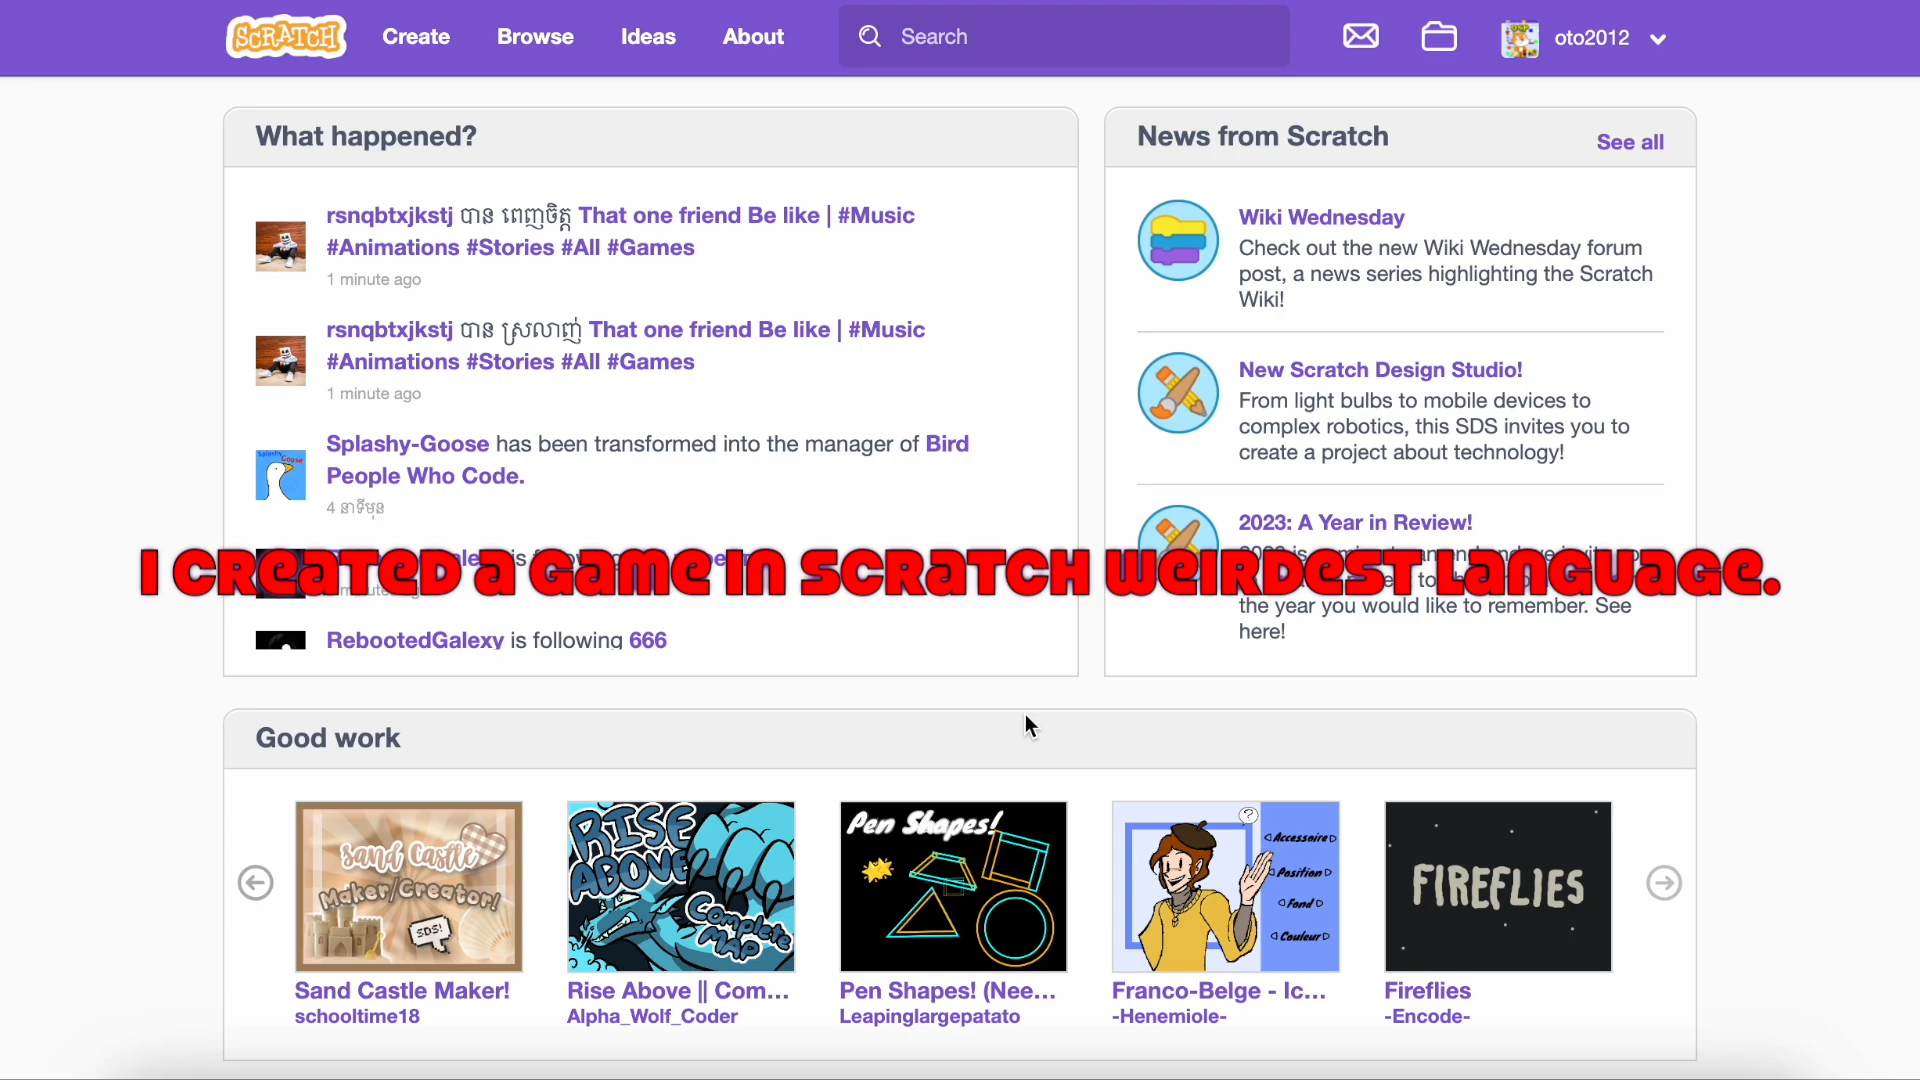 SCRATCH
Create
Browse
Ideas
About
Search
oto2012
What happened?
rsnqbtxjkstj បាន ពេញចិត្ត That one friend Be like | #Music
#Animations #Stories #All #Games
1 minute ago
rsnqbtxjkstj បាន ស្រលាញ់ That one friend Be like | #Music
#Animations #Stories #All #Games
1 minute ago
Splashy-Goose has been transformed into the manager of Bird
People Who Code.
4 នាទីមុន
RebootedGalexy is following 666
News from Scratch
See all
Wiki Wednesday
Check out the new Wiki Wednesday forum
post, a news series highlighting the Scratch
Wiki!
New Scratch Design Studio!
From light bulbs to mobile devices to
complex robotics, this SDS invites you to
create a project about technology!
2023: A Year in Review!
the year you would like to remember. See
here!
I CREATED A GAME IN SCRATCH WEIRDEST LANGUAGE.
Good work
Sand Castle
Maker/Creator!
SDS!
Sand Castle Maker!
schooltime18
RISE
ABOVE
Complete
MAP
Rise Above || Com...
Alpha_Wolf_Coder
Pen Shapes!
Pen Shapes! (Nee...
Leapinglargepatato
?
Accessoire
Position
Fond
Couleur
Franco-Belge - Ic...
-Henemiole-
FIREFLIES
Fireflies
-Encode-